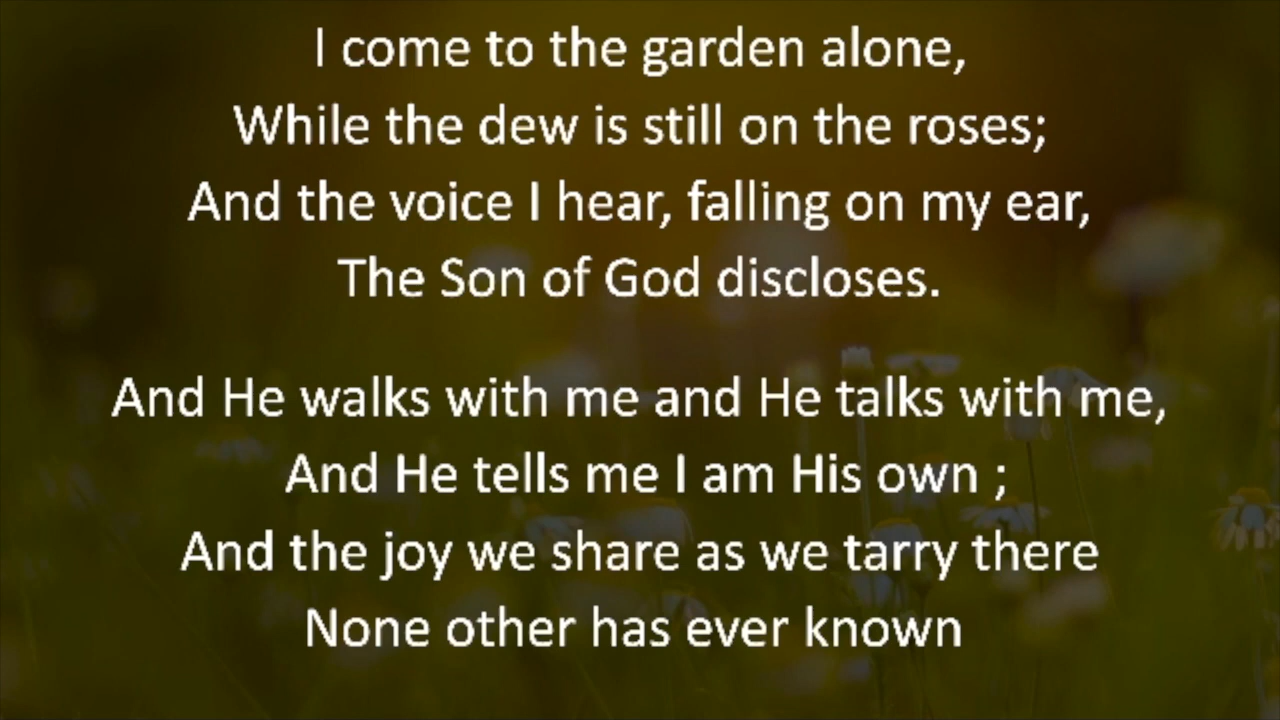 I come to the garden alone,
While the dew is still on the roses;
And the voice I hear, falling on my ear,
The Son of God discloses.
And He walks with me and He talks with me,
And He tells me I am His own ;
And the joy we share as we tarry there
None other has ever known